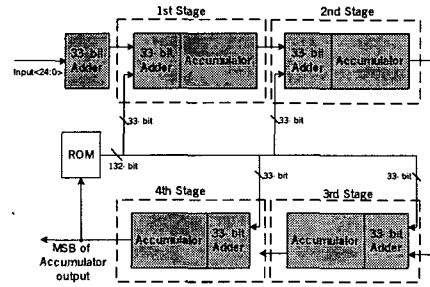 1st Stage
2nd Stage
33-bit
Adder
33-bit
Adder
Accumulator
33-bit
Adder
Accumulator
Input<24:0>
33-bit
33-bit
ROM
132-bit
33-bit
33-bit
4th Stage
3rd Stage
Accumulator
33-bit
Adder
Accumulator
33-bit
Adder
MSB of
Accumulator
output